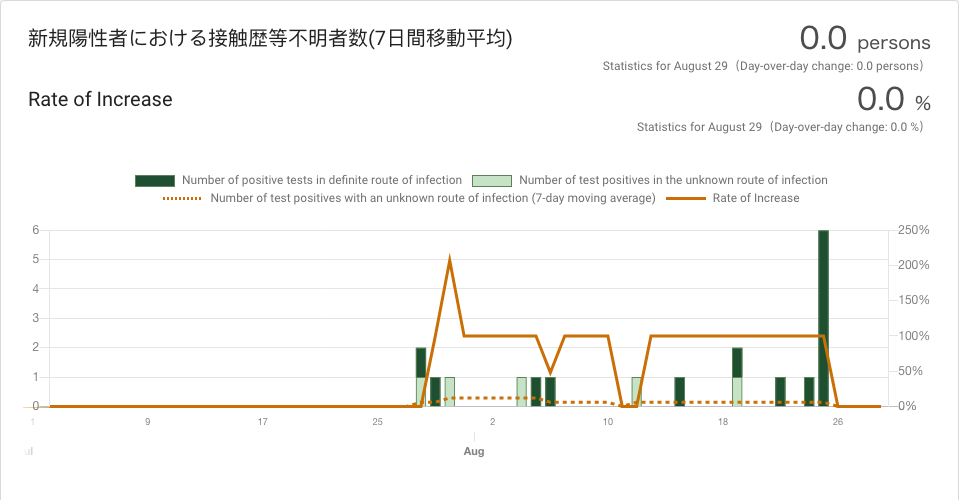 新規陽性者における接触歴等不明者数(7日間移動平均)
0.0 persons
Statistics for August 29（Day-over-day change: 0.0 persons）
Rate of Increase
0.0 %
Statistics for August 29（Day-over-day change: 0.0 %）
Number of positive tests in definite route of infection
Number of test positives in the unknown route of infection
Number of test positives with an unknown route of infection (7-day moving average)
Rate of Increase
6 250%
5 200%
4 150%
3 100%
2 50%
1 0%
0
1 9 17 25 2 10 18 26
Aug